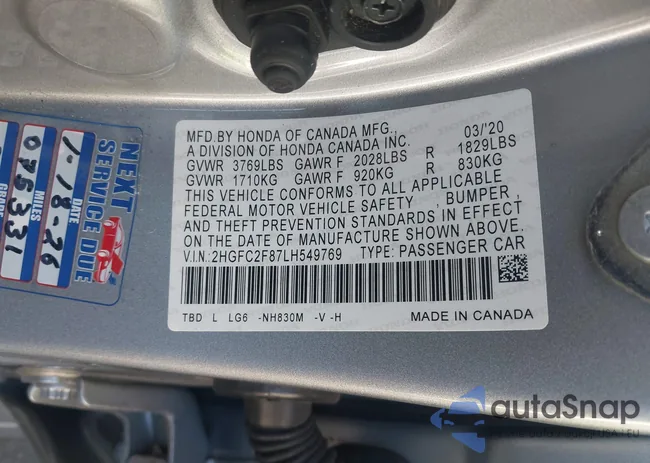 MFD.BY HONDA OF CANADA MFG., 03/'20
A DIVISION OF HONDA CANADA INC.
GVWR 3769LBS GAWR F 2028LBS R 1829LBS
GVWR 1710KG GAWR F 920KG R 830KG
THIS VEHICLE CONFORMS TO ALL APPLICABLE
FEDERAL MOTOR VEHICLE SAFETY , BUMPER ,
AND THEFT PREVENTION STANDARDS IN EFFECT
ON THE DATE OF MANUFACTURE SHOWN ABOVE.
V.I.N.:2HGFC2F87LH549769 TYPE: PASSENGER CAR
TBD L LG6 -NH830M -V -H MADE IN CANADA
NEXT
SERVICE DUE
1-18-26
MILES
075331
autoSnap